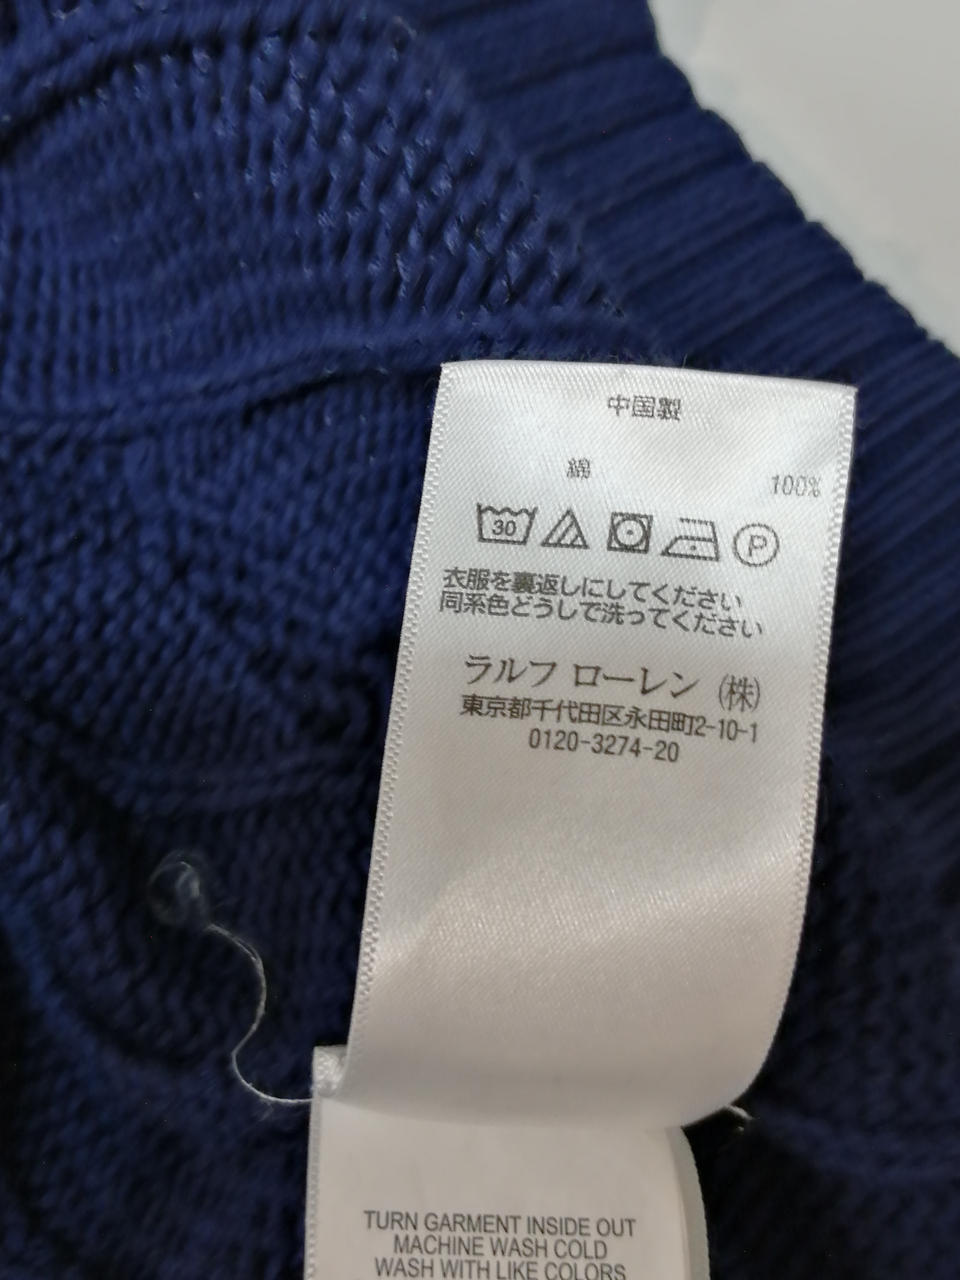 中国製
綿 100%
30 P
衣服を裏返しにしてください
同系色どうしで洗ってください
ラルフ ローレン (株)
東京都千代田区永田町2-10-1
0120-3274-20
TURN GARMENT INSIDE OUT
MACHINE WASH COLD
WASH WITH LIKE COLORS